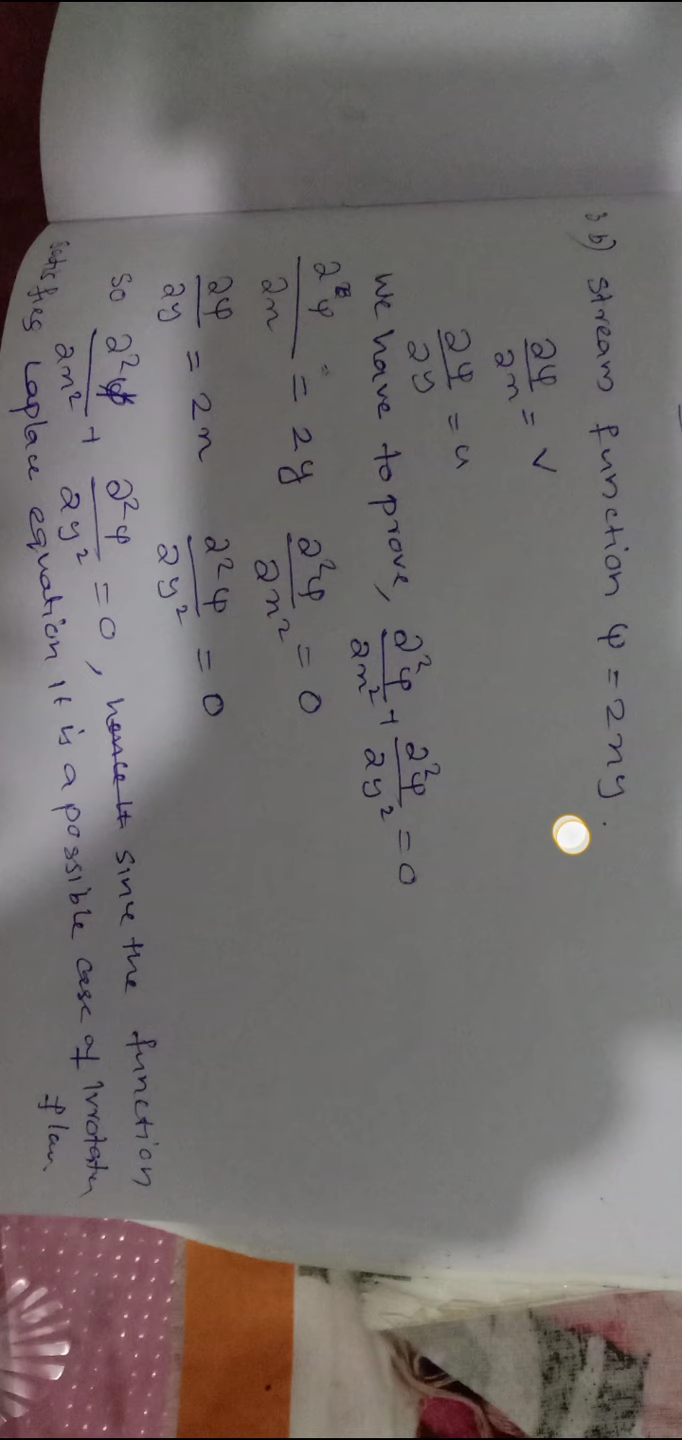 3 b) stream function ψ = 2xy.
∂ψ/∂x = v
∂ψ/∂y = u
we have to prove, ∂²ψ/∂x² + ∂²ψ/∂y² = 0
∂ψ/∂x = 2y ∂²ψ/∂x² = 0
∂ψ/∂y = 2x ∂²ψ/∂y² = 0
So ∂²ψ/∂x² + ∂²ψ/∂y² = 0, hence it since the function
satisfies Laplace equation it is a possible case of Irrotatn
flow.